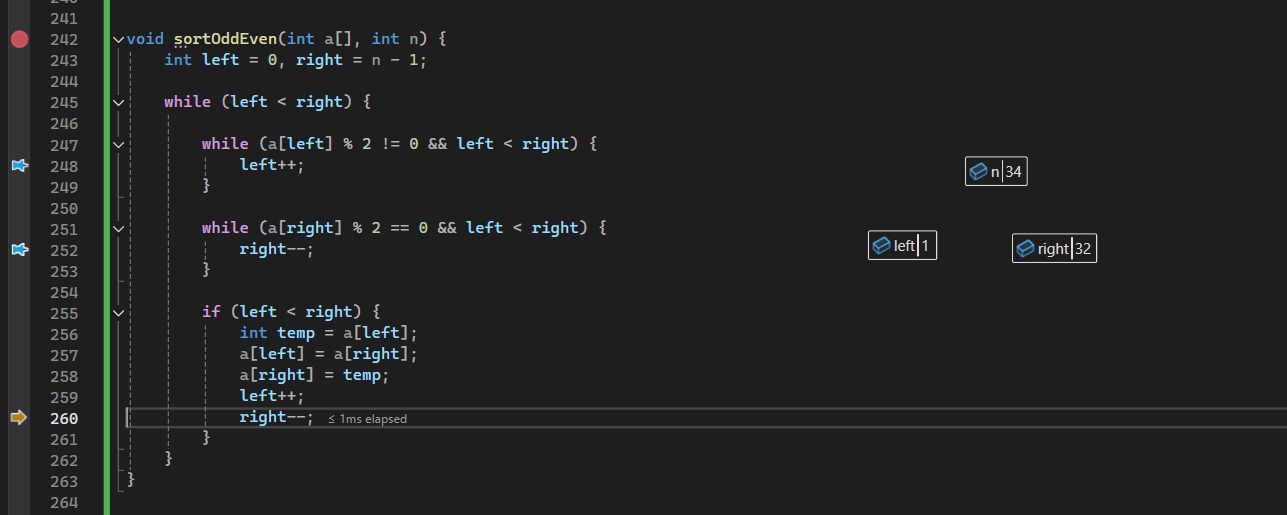 240
241
242 void sortOddEven(int a[], int n) {
243 int left = 0, right = n - 1;
244
245 while (left < right) {
246
247 while (a[left] % 2 != 0 && left < right) {
248 left++;
n 34
249 }
250
251 while (a[right] % 2 == 0 && left < right) {
252 right--;
left 1
right 32
253 }
254
255 if (left < right) {
256 int temp = a[left];
257 a[left] = a[right];
258 a[right] = temp;
259 left++;
260 right--; ≤ 1ms elapsed
261 }
262 }
263 }
264